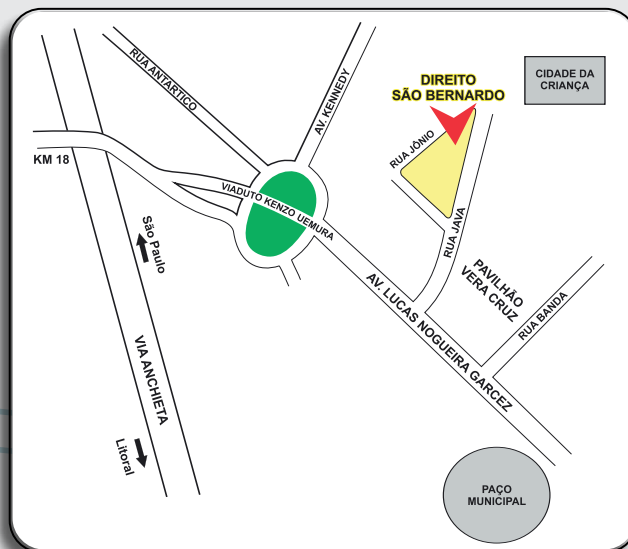 RUA ANTÁRTICO
AV. KENNEDY
DIREITO
SÃO BERNARDO
CIDADE DA
CRIANÇA
KM 18
RUA JÔNIO
VIADUTO KENZO UEMURA
São Paulo
RUA JAVA
PAVILHÃO
VERA CRUZ
AV. LUCAS NOGUEIRA GARCEZ
RUA BANDA
VIA ANCHIETA
Litoral
PAÇO
MUNICIPAL